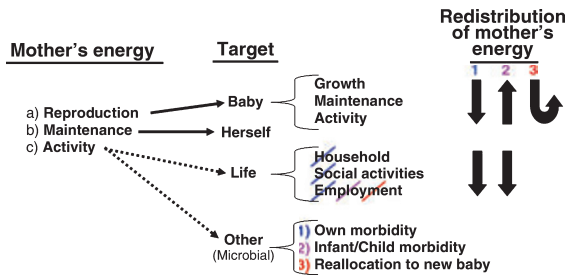 Redistribution
of mother's
energy
Mother's energy
Target
1 2 3
Growth
Baby
Maintenance
Activity
a) Reproduction
b) Maintenance
Herself
c) Activity
Household
Life
Social activities
Employment
Other
(Microbial)
1) Own morbidity
2) Infant/Child morbidity
3) Reallocation to new baby